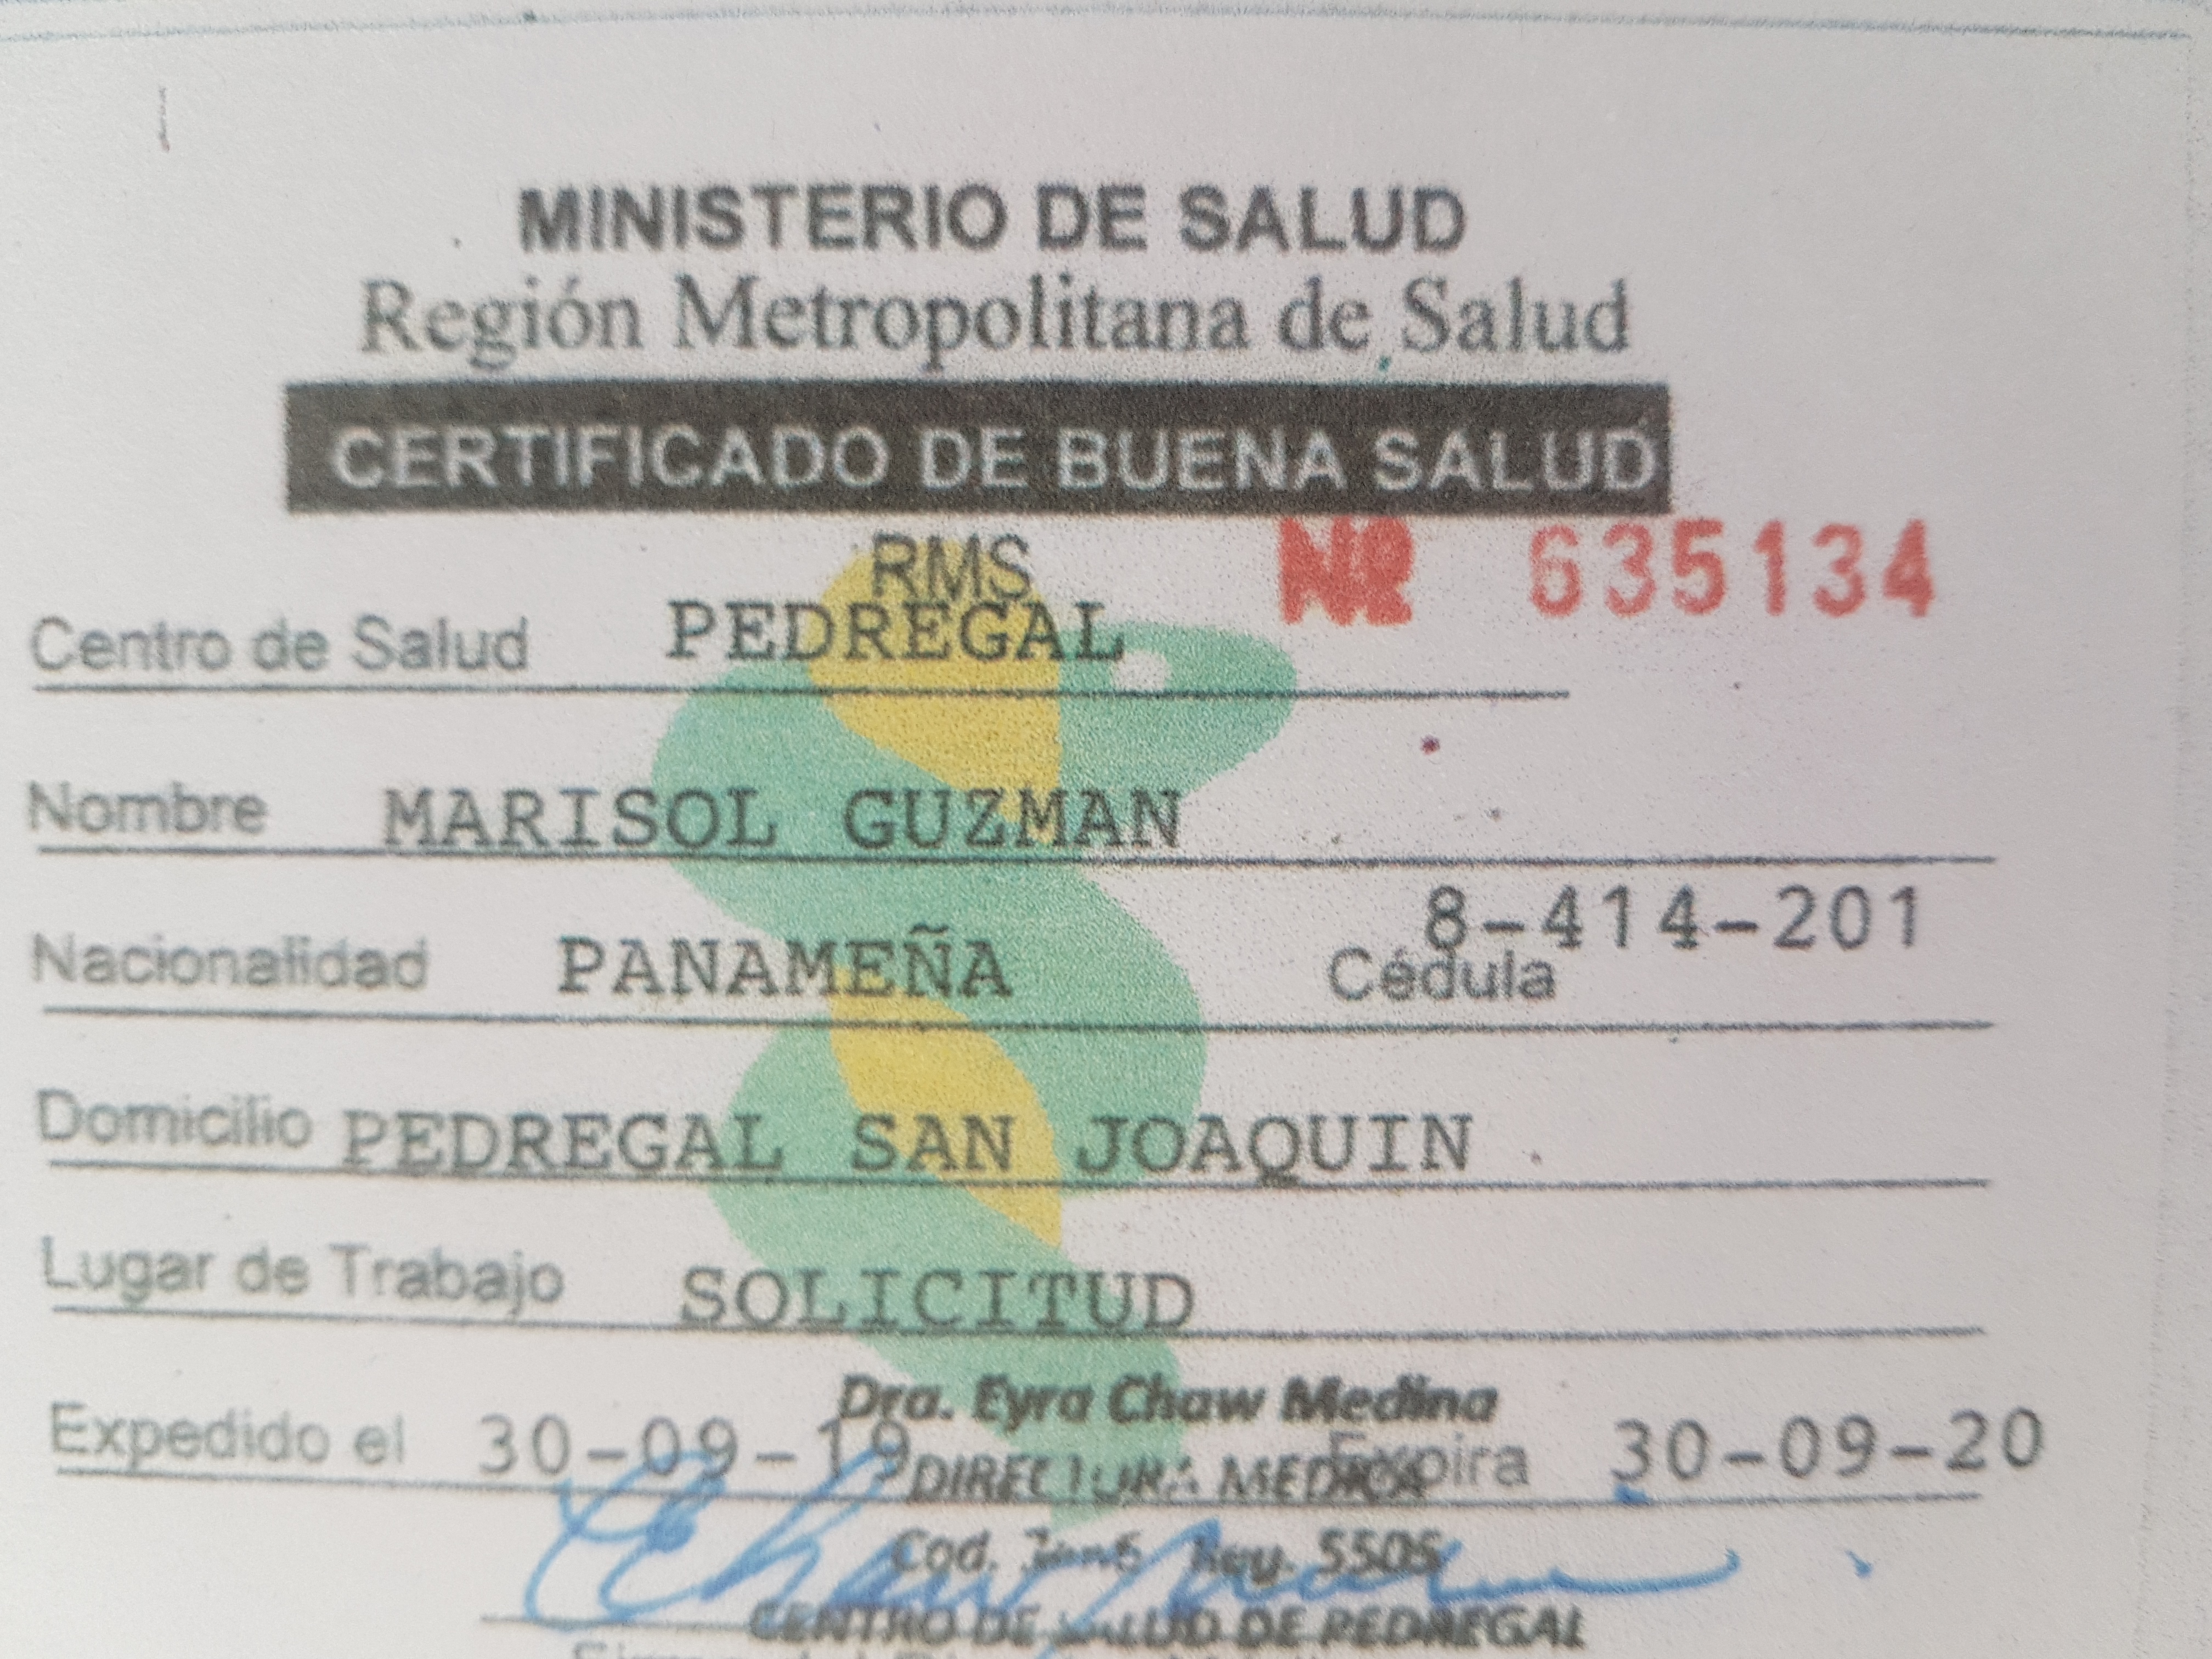 MINISTERIO DE SALUD
Región Metropolitana de Salud
CERTIFICADO DE BUENA SALUD
RMS Nº 635134
Centro de Salud PEDREGAL
Nombre MARISOL GUZMAN
8-414-201
Nacionalidad PANAMEÑA Cédula
Domicilio PEDREGAL SAN JOAQUIN
Lugar de Trabajo SOLICITUD
Dra. Eyra Chaw Medina
Expedido el 30-09-19 Expira 30-09-20
DIRECTORA MEDICA
Cod. Reg. 5505
CENTRO DE SALUD DE PEDREGAL